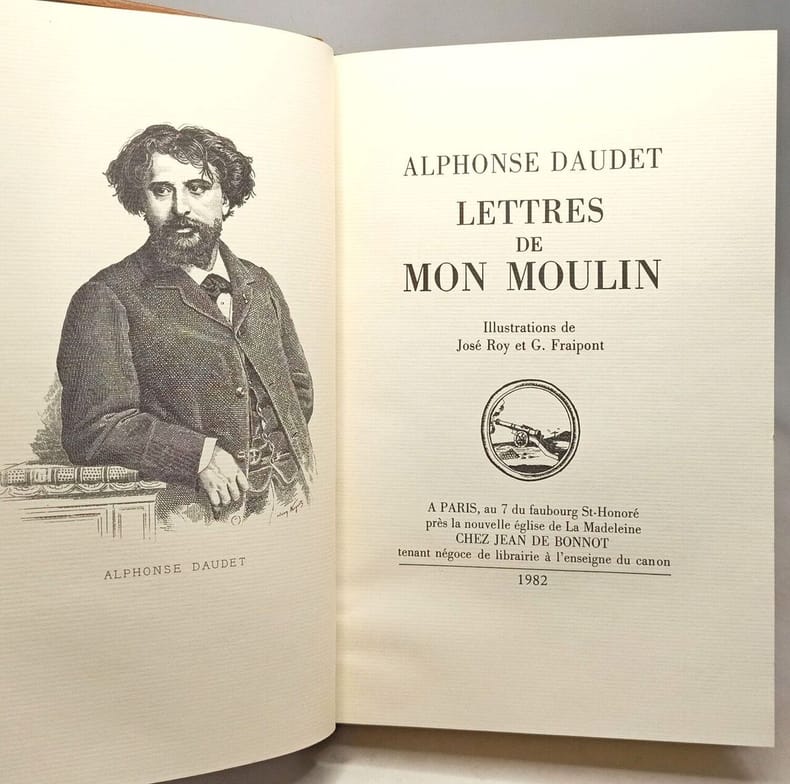 ALPHONSE DAUDET
ALPHONSE DAUDET
LETTRES
DE
MON MOULIN
Illustrations de
José Roy et G. Fraipont
A PARIS, au 7 du faubourg St-Honoré
près la nouvelle église de La Madeleine
CHEZ JEAN DE BONNOT
tenant négoce de librairie à l'enseigne du canon
1982